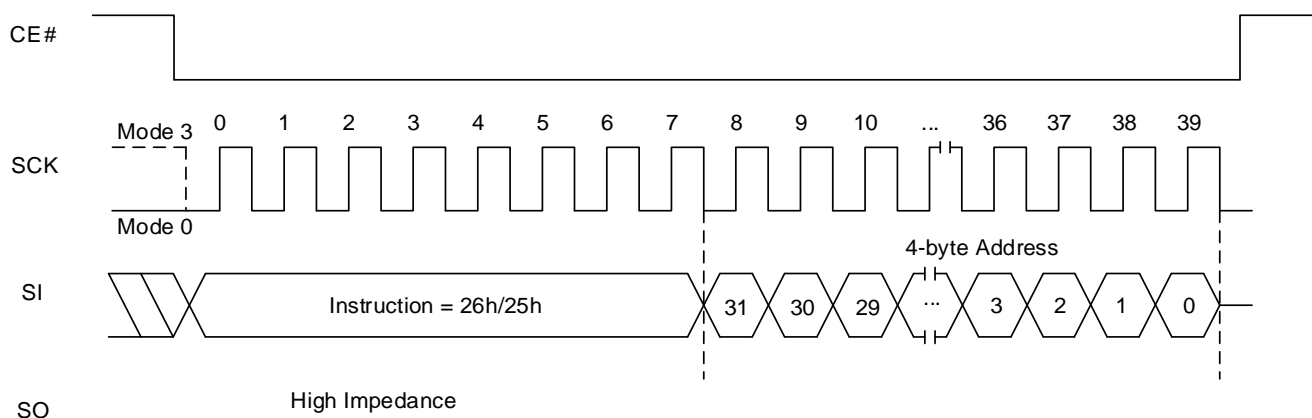 CE#
Mode 3 0 1 2 3 4 5 6 7 8 9 10 ... 36 37 38 39
SCK
Mode 0
4-byte Address
SI Instruction = 26h/25h 31 30 29 ... 3 2 1 0
High Impedance
SO